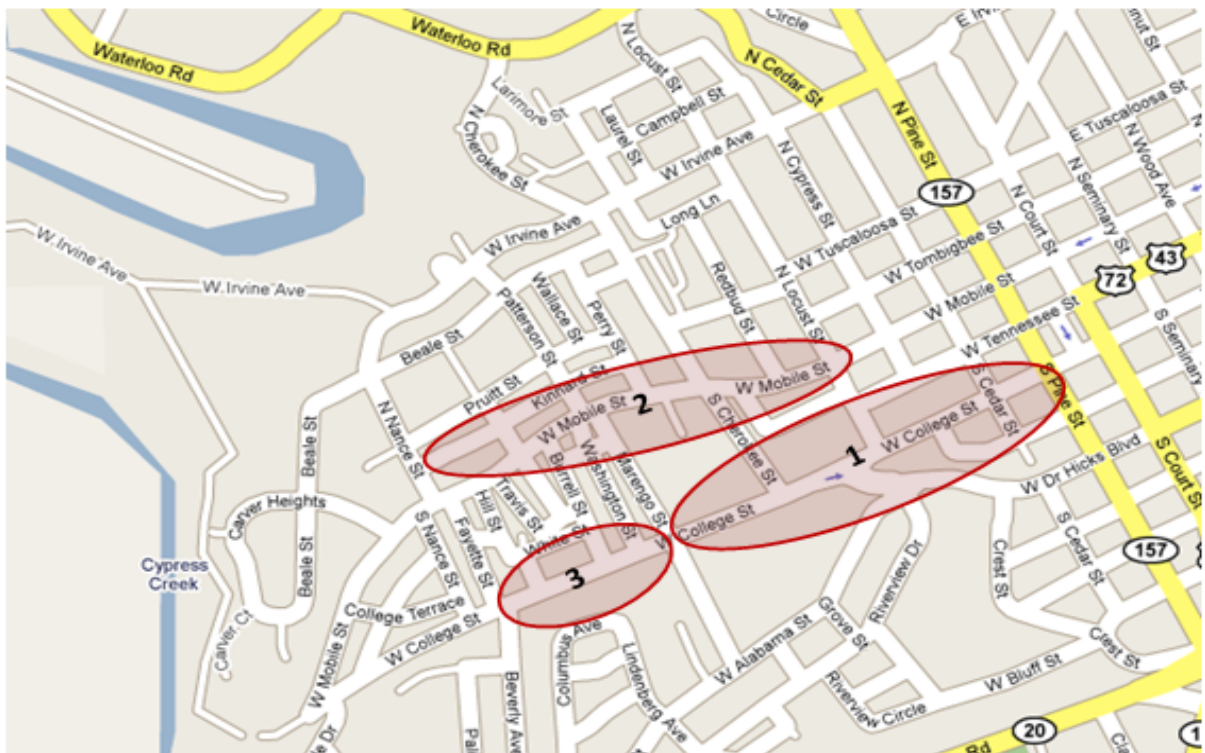 Waterloo Rd
Waterloo Rd
N Locust St
Circle
N Cedar St
N Pine St
E Tuscaloosa St
N Wood Ave
N Seminary St
N Court St
Larimore St
Laurel St
Campbell St
N Cherokee St
W Irvine Ave
N Cypress St
157
Long Ln
W Tuscaloosa St
W Tombigbee St
W Irvine Ave
W Irvine Ave
W Irvine Ave
43
72
Redbud St
N Locust St
W Mobile St
W Tennessee St
S Seminary
Wallace St
Patterson St
Perry St
Beale St
Pruitt St
Kinnard St
W Mobile St
W Mobile St
2
S Pine St
S Cedar St
N Nance St
S Cherokee St
W College St
1
Beale St
Burrell St
Washington St
Marengo St
W Dr Hicks Blvd
S Court St
Travis St
Hill St
Carver Heights
White St
College St
S Nance St
Fayette St
3
S Cedar St
157
Beale St
Cypress
Creek
Crest St
Riverview Dr
College Terrace
Carver Ct
W College St
W Mobile St
Columbus Ave
Lindenberg Ave
Grove St
W Alabama St
Crest St
W Bluff St
Beverly Ave
Riverview Circle
20
Rd